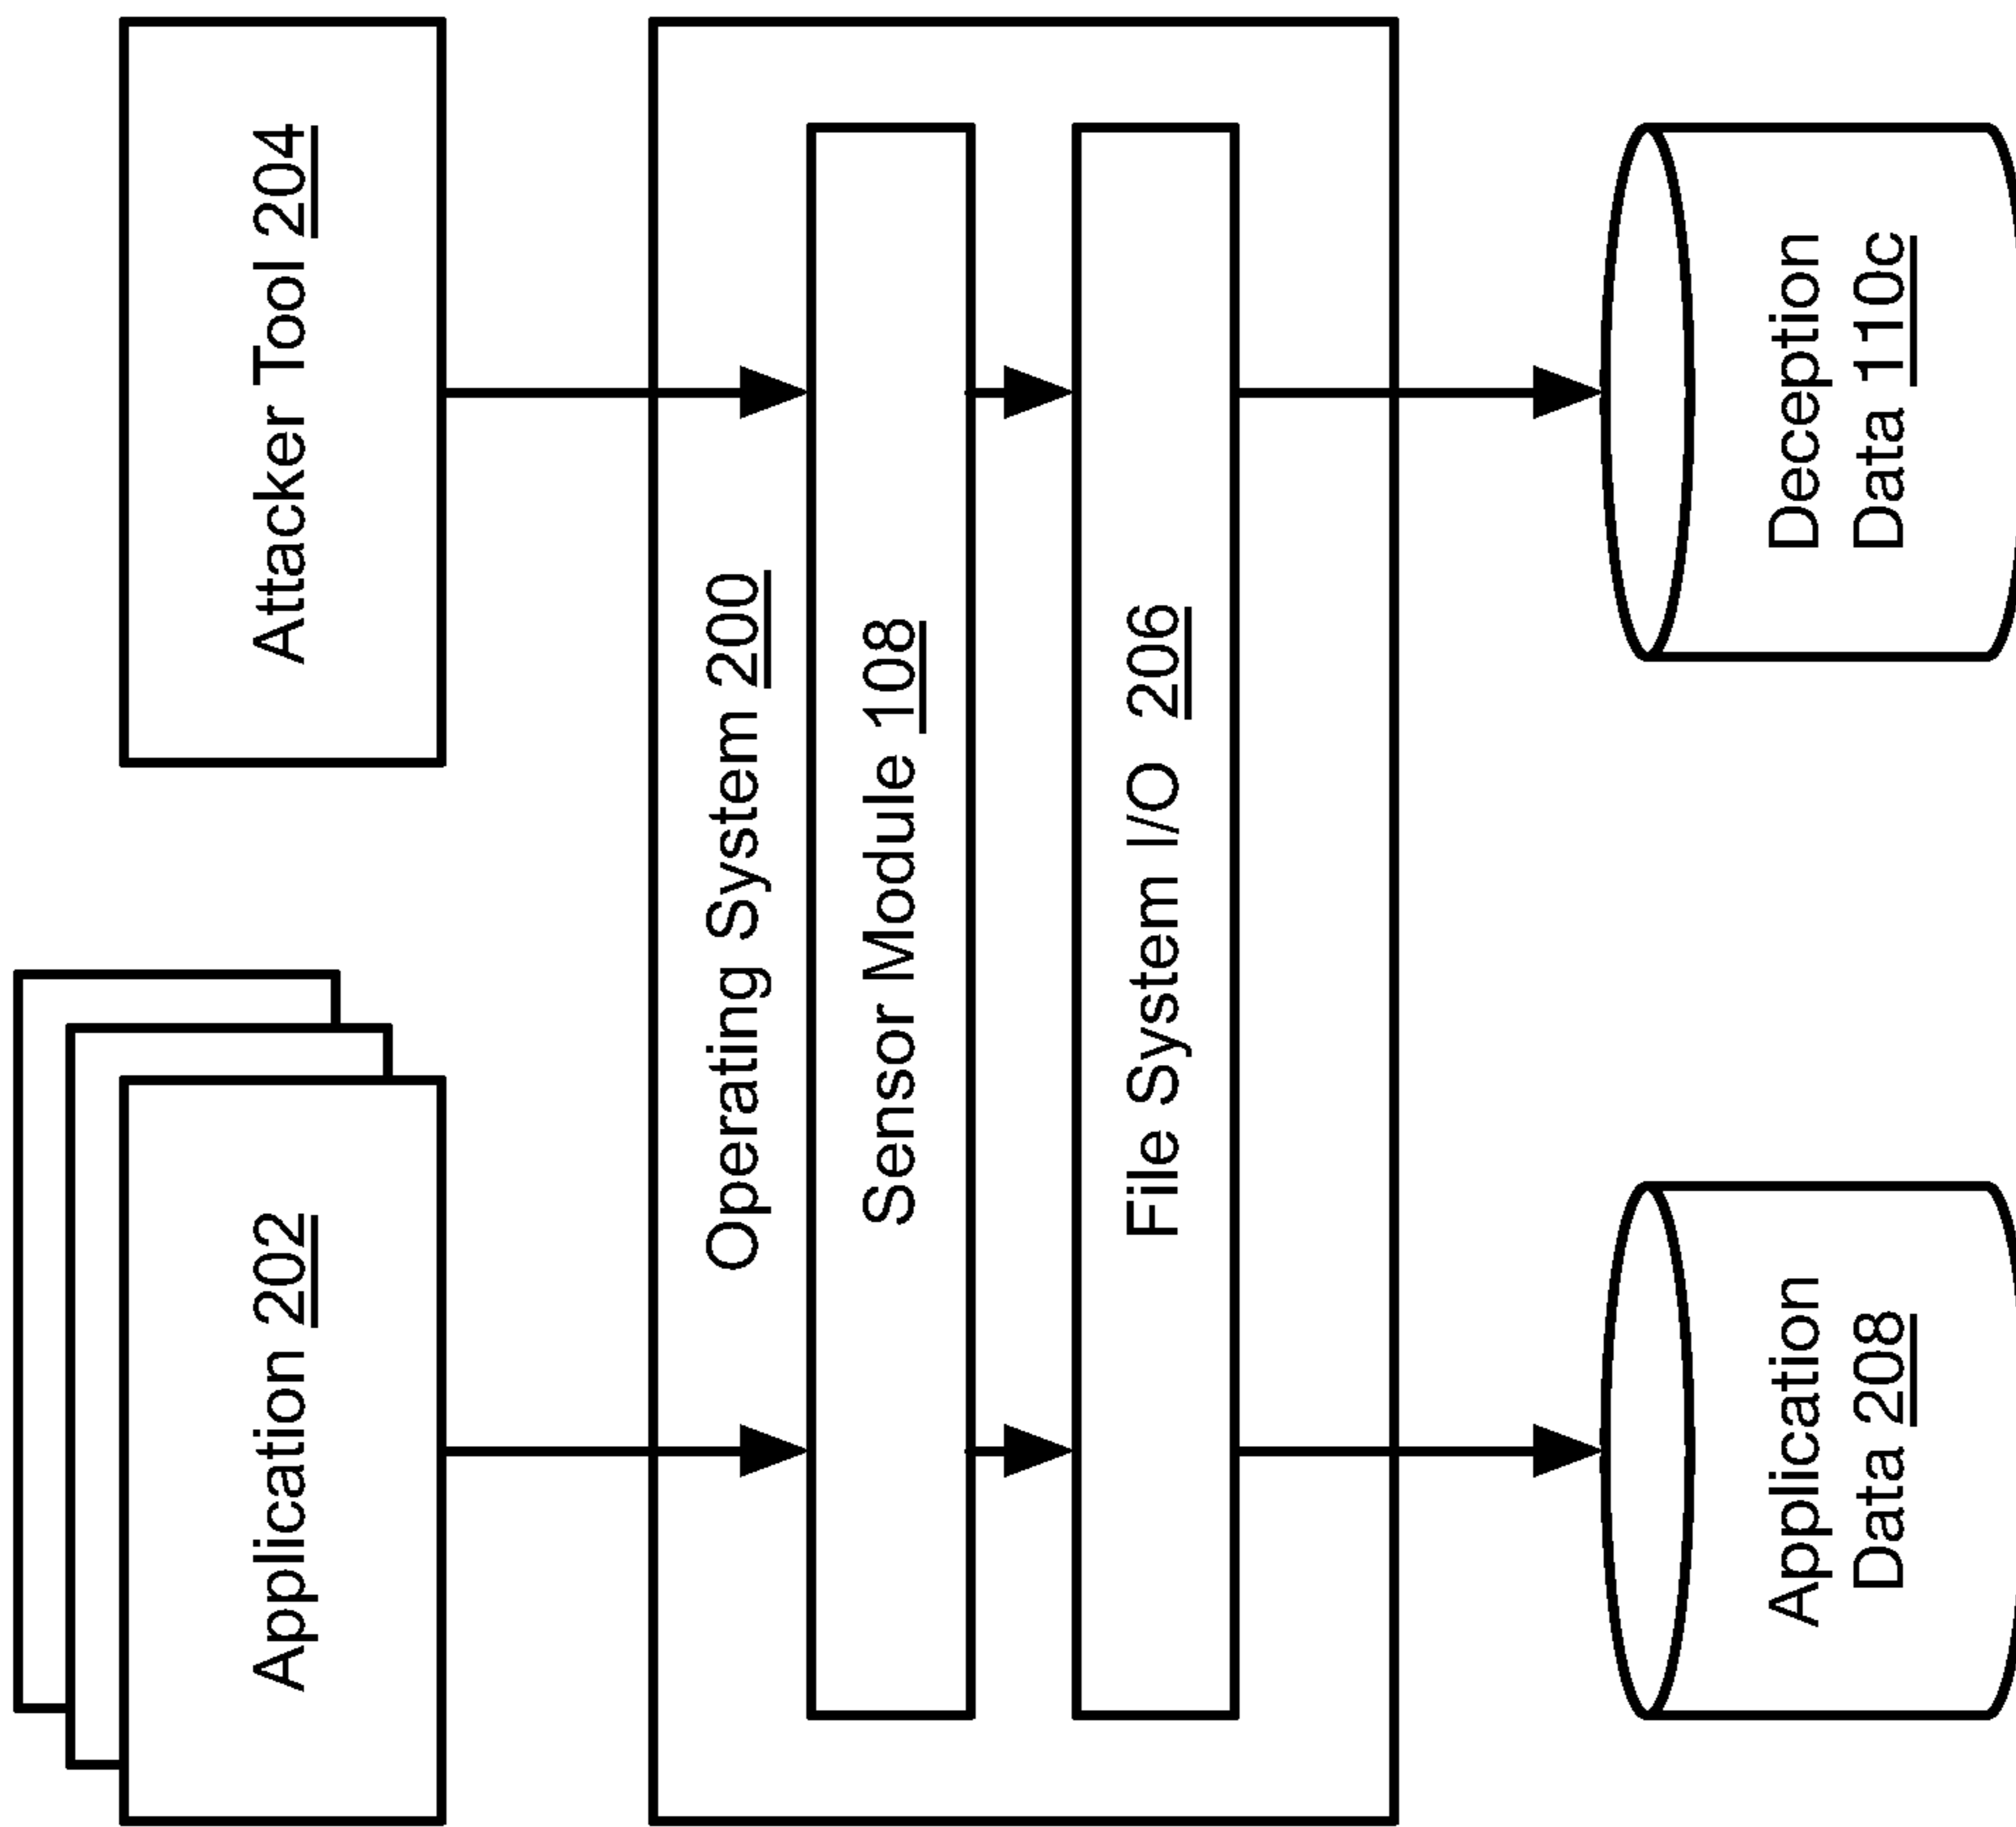 Application 202
Attacker Tool 204
Operating System 200
Sensor Module 108
File System I/O 206
Application
Data 208
Deception
Data 110c